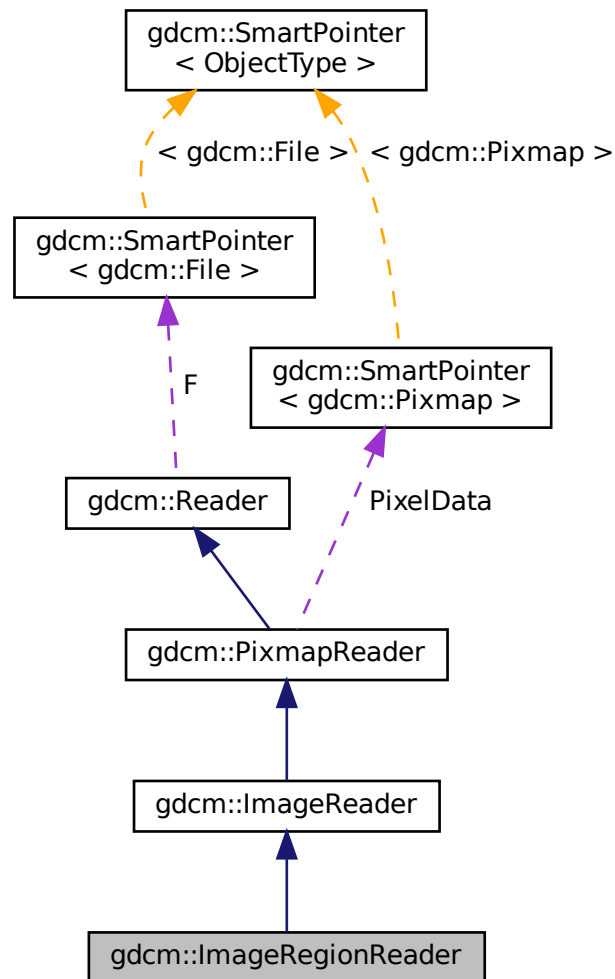 gdcm::SmartPointer
< ObjectType >
< gdcm::File >
< gdcm::Pixmap >
gdcm::SmartPointer
< gdcm::File >
gdcm::SmartPointer
< gdcm::Pixmap >
F
gdcm::Reader
PixelData
gdcm::PixmapReader
gdcm::ImageReader
gdcm::ImageRegionReader